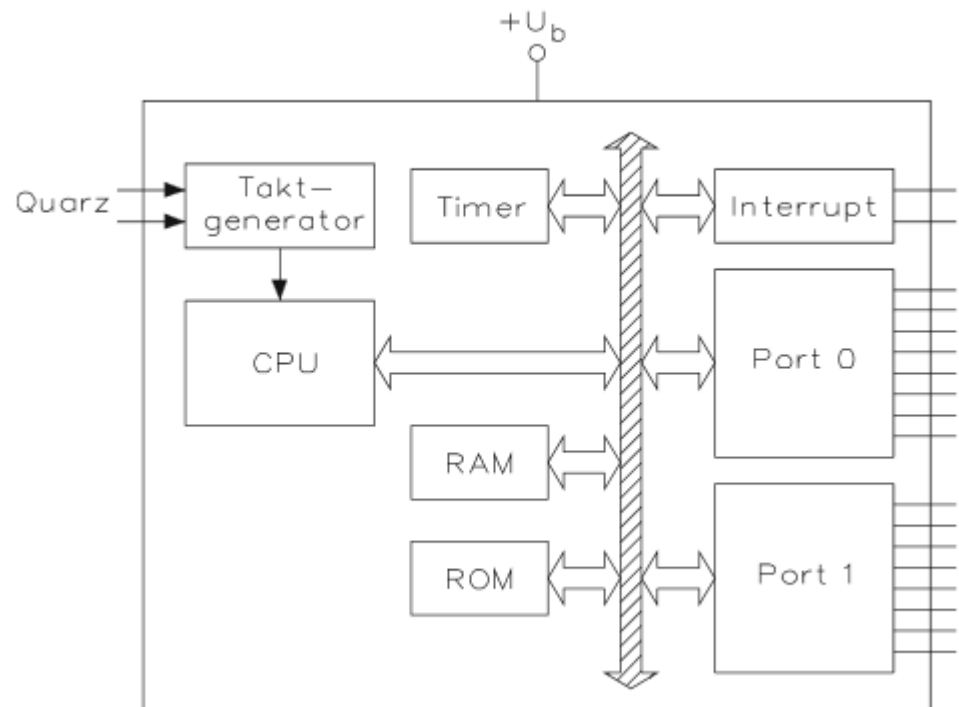 +U_b
Quarz
Takt-
generator
Timer
Interrupt
CPU
Port 0
RAM
ROM
Port 1